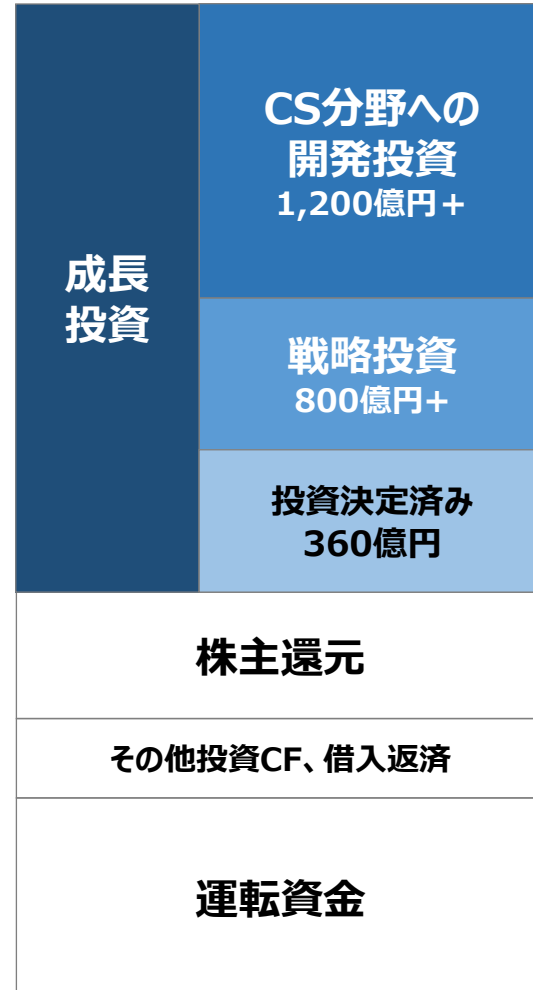 成長
投資
CS分野への
開発投資
1,200億円＋
戦略投資
800億円+
投資決定済み
360億円
株主還元
その他投資CF、借入返済
運転資金